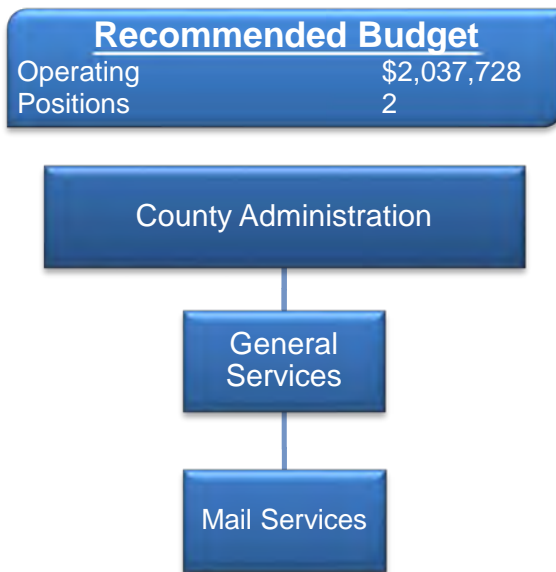 Recommended Budget
Operating $2,037,728
Positions 2
County Administration
General
Services
Mail Services